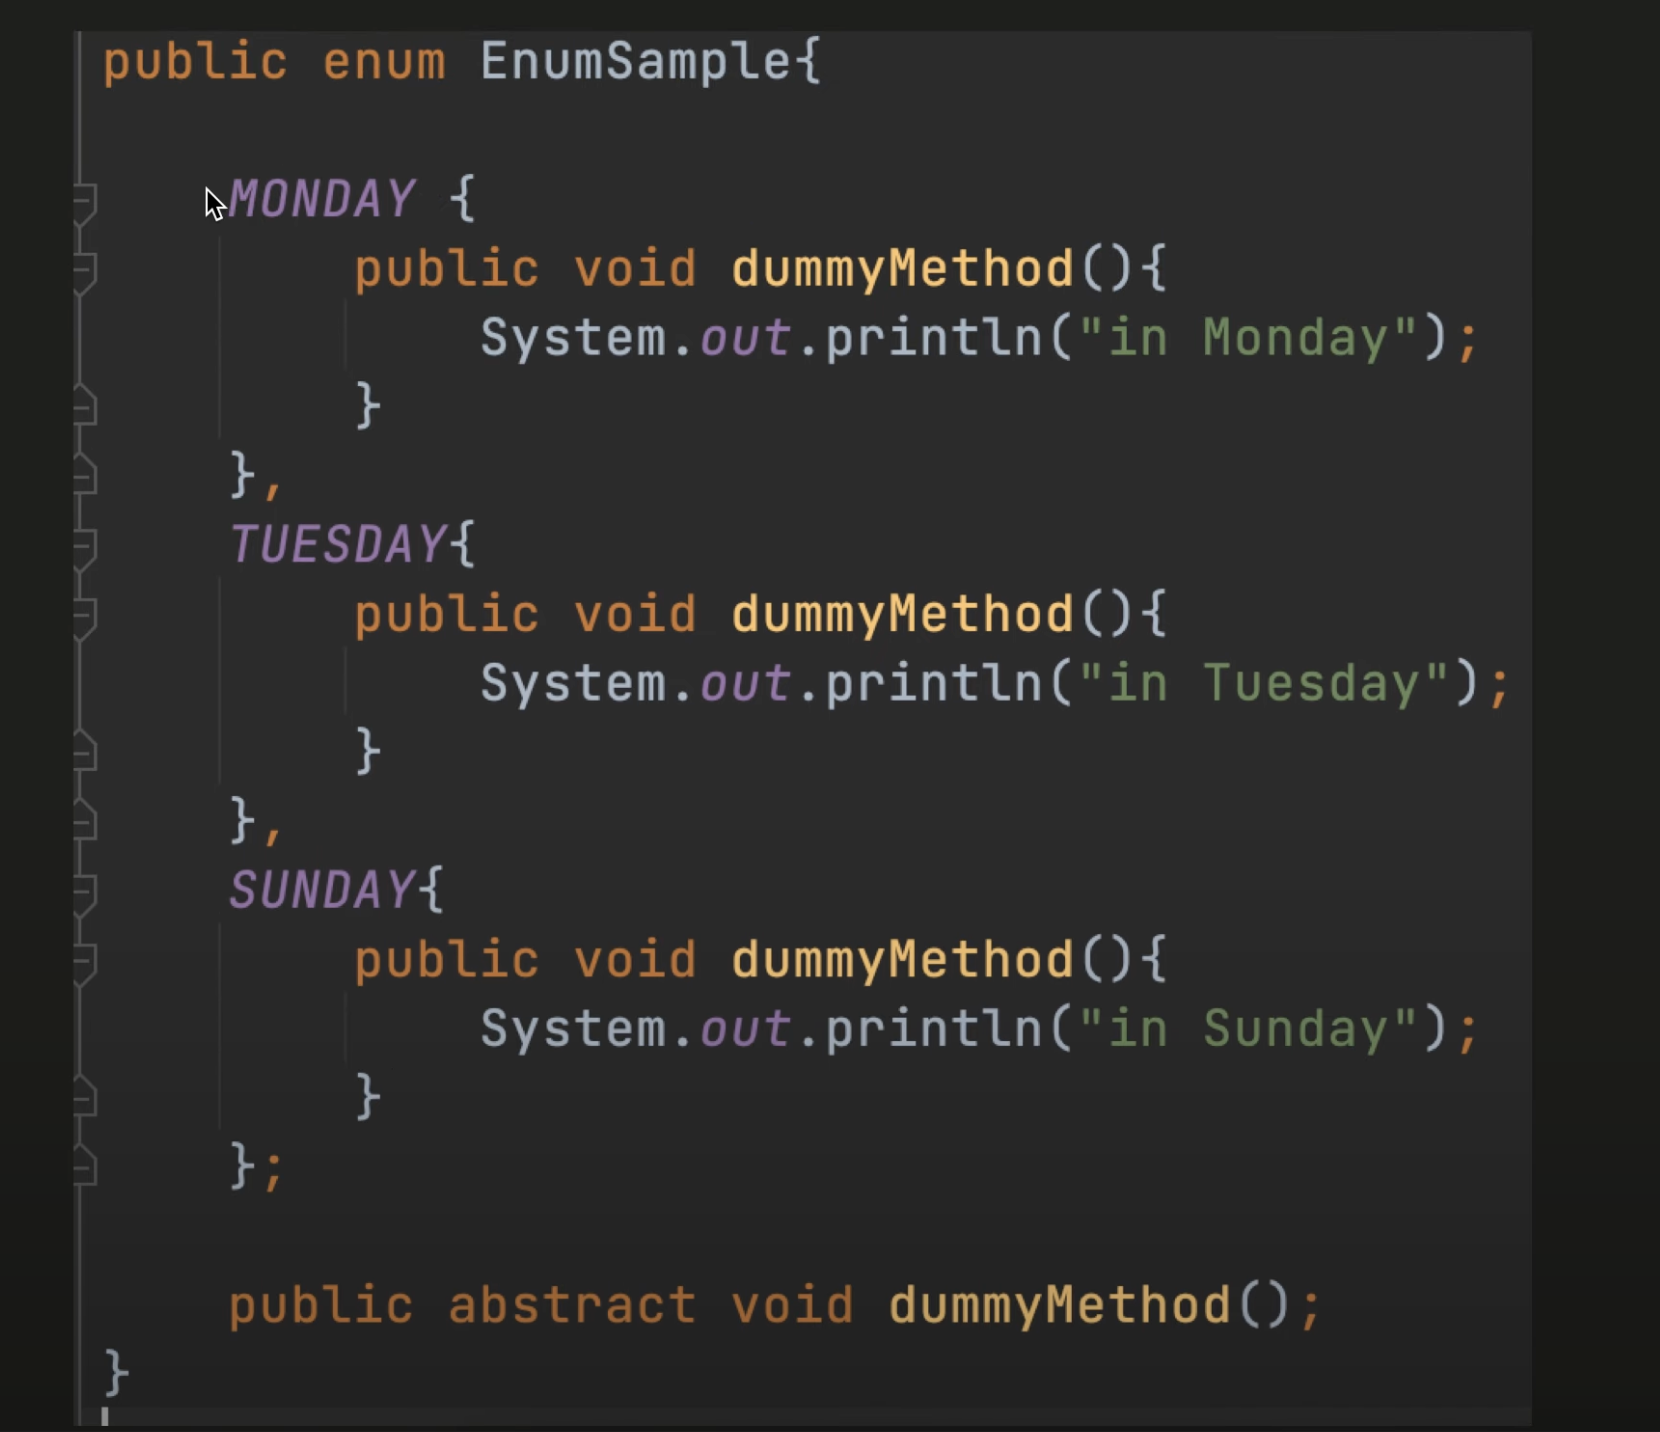 public enum EnumSample{
MONDAY {
public void dummyMethod(){
System.out.println("in Monday");
}
},
TUESDAY{
public void dummyMethod(){
System.out.println("in Tuesday");
}
},
SUNDAY{
public void dummyMethod(){
System.out.println("in Sunday");
}
};
public abstract void dummyMethod();
}